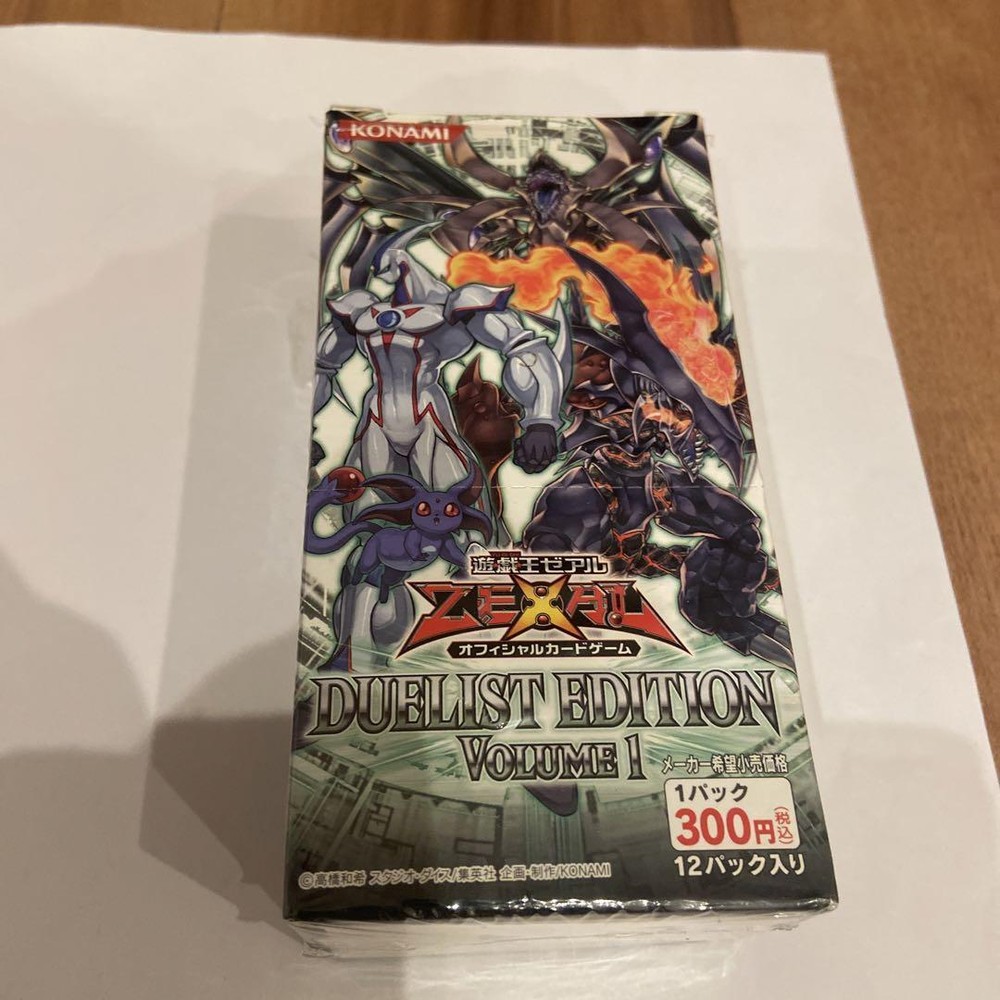 KONAMI
遊戯王ゼアル
ZEXAL
オフィシャルカードゲーム
DUELIST EDITION
VOLUME 1
メーカー希望小売価格
1パック
300円(税込)
12パック入り
©高橋和希 スタジオ・ダイス/集英社 企画・制作/KONAMI